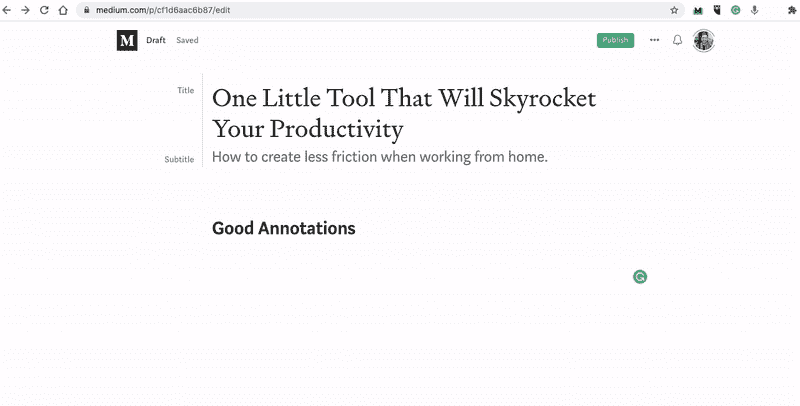 medium.com/p/cf1d6aac6b87/edit
M Draft Saved Publish
Title
One Little Tool That Will Skyrocket
Your Productivity
Subtitle
How to create less friction when working from home.
Good Annotations